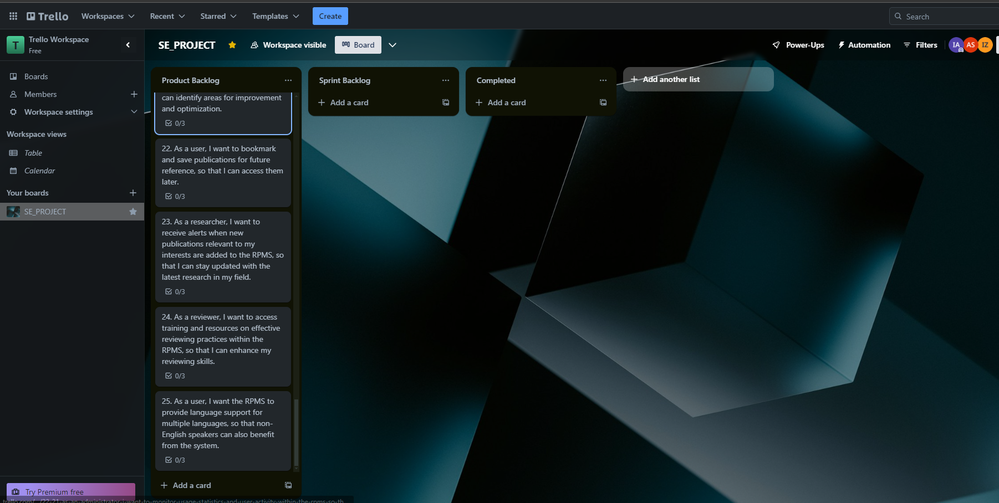 Trello
Workspaces
Recent
Starred
Templates
Create
Search
T
Trello Workspace
Free
Boards
Members
Workspace settings
Workspace views
Table
Calendar
Your boards
SE_PROJECT
Try Premium free
SE_PROJECT
Workspace visible
Board
Power-Ups
Automation
Filters
IA
AS
IZ
Product Backlog
can identify areas for improvement
and optimization.
0/3
22. As a user, I want to bookmark
and save publications for future
reference, so that I can access them
later.
0/3
23. As a researcher, I want to
receive alerts when new
publications relevant to my
interests are added to the RPMS, so
that I can stay updated with the
latest research in my field.
0/3
24. As a reviewer, I want to access
training and resources on effective
reviewing practices within the
RPMS, so that I can enhance my
reviewing skills.
0/3
25. As a user, I want the RPMS to
provide language support for
multiple languages, so that non-
English speakers can also benefit
from the system.
0/3
Add a card
Sprint Backlog
Add a card
Completed
Add a card
Add another list
trello.com/.../22-21-as-an-administrator-i-want-to-monitor-usage-statistics-and-user-activity-within-the-rpms-so-th...